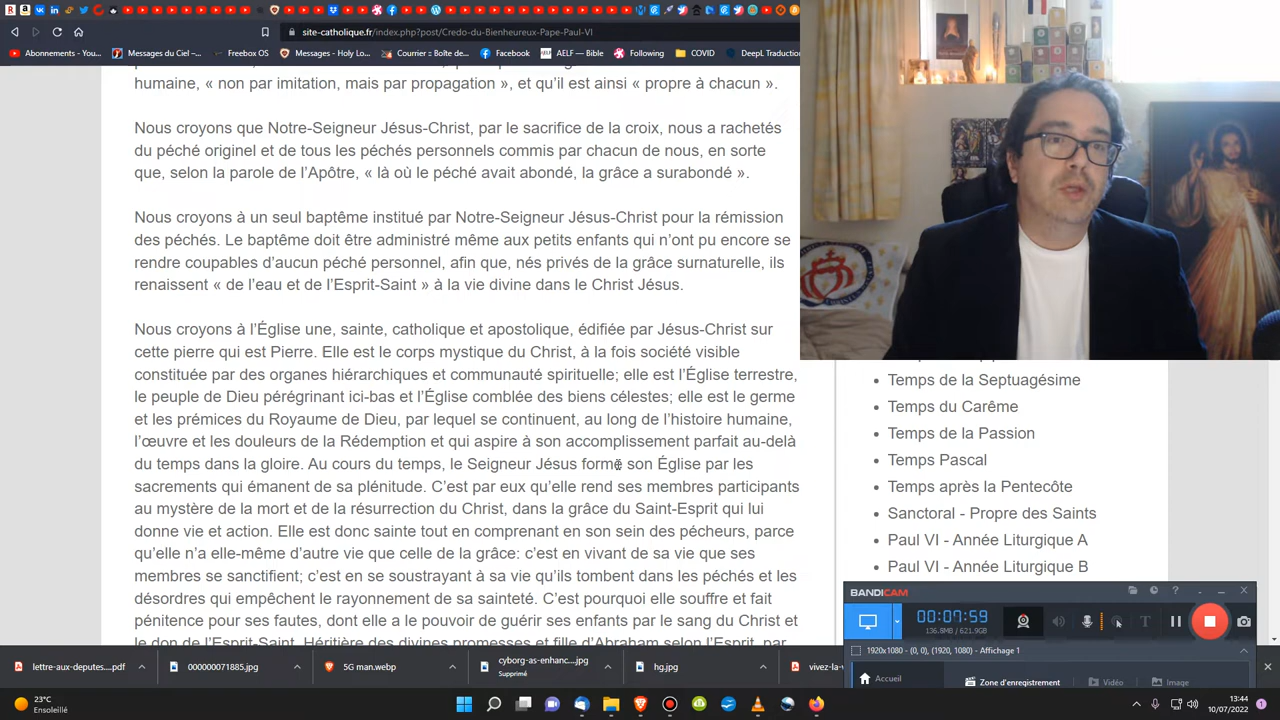 site-catholique.fr/index.php?post/Credo-du-Bienheureux-Pape-Paul-VI
Abonnements - You...
Messages du Ciel -...
Freebox OS
Messages - Holy Lo...
Courrier :: Boîte de...
Facebook
AELF — Bible
Following
COVID
DeepL Traduction
humaine, « non par imitation, mais par propagation », et qu’il est ainsi « propre à chacun ».
Nous croyons que Notre-Seigneur Jésus-Christ, par le sacrifice de la croix, nous a rachetés
du péché originel et de tous les péchés personnels commis par chacun de nous, en sorte
que, selon la parole de l’Apôtre, « là où le péché avait abondé, la grâce a surabondé ».
Nous croyons à un seul baptême institué par Notre-Seigneur Jésus-Christ pour la rémission
des péchés. Le baptême doit être administré même aux petits enfants qui n’ont pu encore se
rendre coupables d’aucun péché personnel, afin que, nés privés de la grâce surnaturelle, ils
renaissent « de l’eau et de l’Esprit-Saint » à la vie divine dans le Christ Jésus.
Nous croyons à l’Église une, sainte, catholique et apostolique, édifiée par Jésus-Christ sur
cette pierre qui est Pierre. Elle est le corps mystique du Christ, à la fois société visible
constituée par des organes hiérarchiques et communauté spirituelle; elle est l’Église terrestre,
le peuple de Dieu pérégrinant ici-bas et l’Église comblée des biens célestes; elle est le germe
et les prémices du Royaume de Dieu, par lequel se continuent, au long de l’histoire humaine,
l’œuvre et les douleurs de la Rédemption et qui aspire à son accomplissement parfait au-delà
du temps dans la gloire. Au cours du temps, le Seigneur Jésus forme son Église par les
sacrements qui émanent de sa plénitude. C’est par eux qu’elle rend ses membres participants
au mystère de la mort et de la résurrection du Christ, dans la grâce du Saint-Esprit qui lui
donne vie et action. Elle est donc sainte tout en comprenant en son sein des pécheurs, parce
qu’elle n’a elle-même d’autre vie que celle de la grâce: c’est en vivant de sa vie que ses
membres se sanctifient; c’est en se soustrayant à sa vie qu’ils tombent dans les péchés et les
désordres qui empêchent le rayonnement de sa sainteté. C’est pourquoi elle souffre et fait
pénitence pour ses fautes, dont elle a le pouvoir de guérir ses enfants par le sang du Christ et
le don de l’Esprit-Saint. Héritière des divines promesses et fille d’Abraham selon l’Esprit, par
Temps de la Septuagésime
Temps du Carême
Temps de la Passion
Temps Pascal
Temps après la Pentecôte
Sanctoral - Propre des Saints
Paul VI - Année Liturgique A
Paul VI - Année Liturgique B
BANDICAM
00:07:59
136.8MB / 621.9GB
1920x1080 - (0, 0), (1920, 1080) - Affichage 1
Accueil
Zone d'enregistrement
Vidéo
Image
lettre-aux-deputes....pdf
000000071885.jpg
5G man.webp
cyborg-as-enhanc....jpg
Supprimé
hg.jpg
vivez-la-v
23°C
Ensoleillé
13:44
10/07/2022